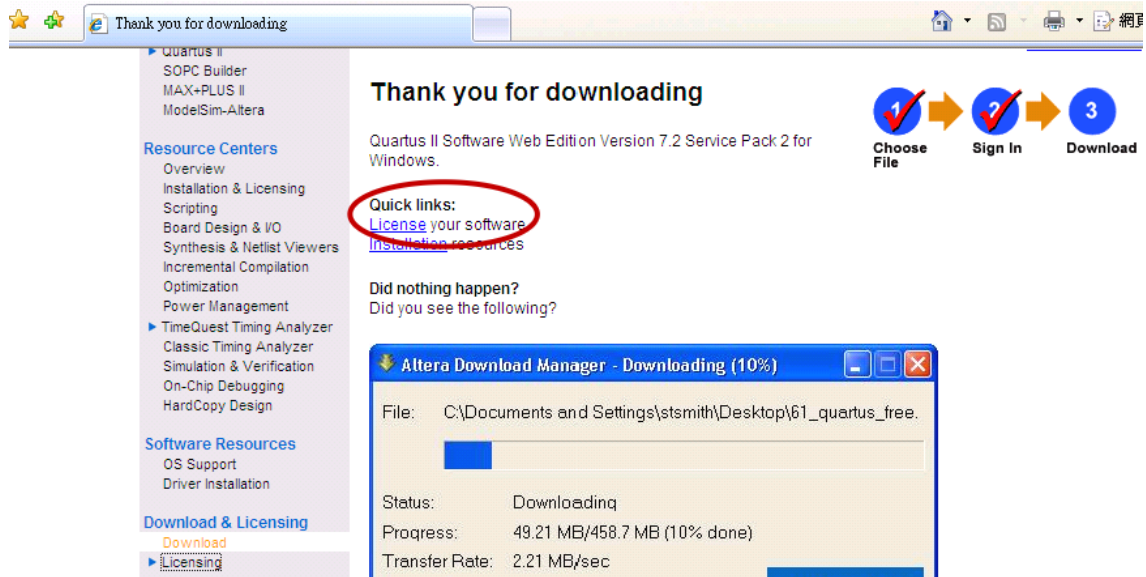 Thank you for downloading
網頁
Quartus II
SOPC Builder
MAX+PLUS II
ModelSim-Altera
Resource Centers
Overview
Installation & Licensing
Scripting
Board Design & I/O
Synthesis & Netlist Viewers
Incremental Compilation
Optimization
Power Management
TimeQuest Timing Analyzer
Classic Timing Analyzer
Simulation & Verification
On-Chip Debugging
HardCopy Design
Software Resources
OS Support
Driver Installation
Download & Licensing
Download
Licensing
Thank you for downloading
Quartus II Software Web Edition Version 7.2 Service Pack 2 for
Windows.
Quick links:
License your software
Installation resources
Did nothing happen?
Did you see the following?
1 2 3
Choose File
Sign In
Download
Altera Download Manager - Downloading (10%)
File: C:\Documents and Settings\stsmith\Desktop\61_quartus_free.
Status: Downloading
Progress: 49.21 MB/458.7 MB (10% done)
Transfer Rate: 2.21 MB/sec